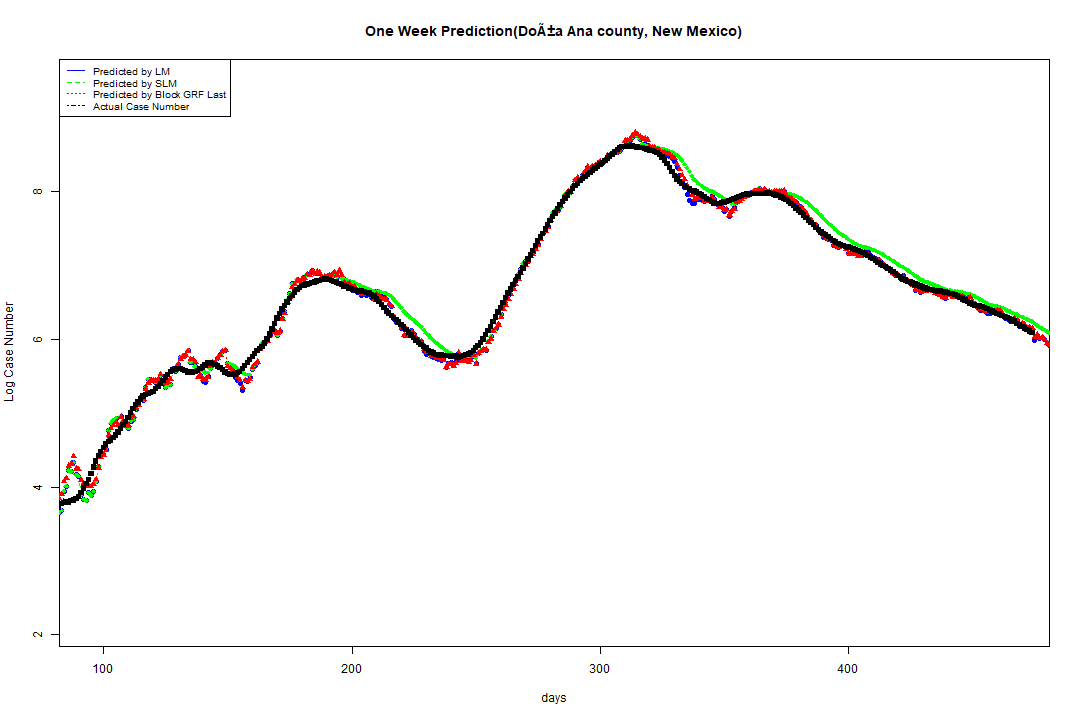 One Week Prediction(DoÃ±a Ana county, New Mexico)
Predicted by LM
Predicted by SLM
Predicted by Block GRF Last
Actual Case Number
Log Case Number
8
6
4
2
100 200 300 400
days